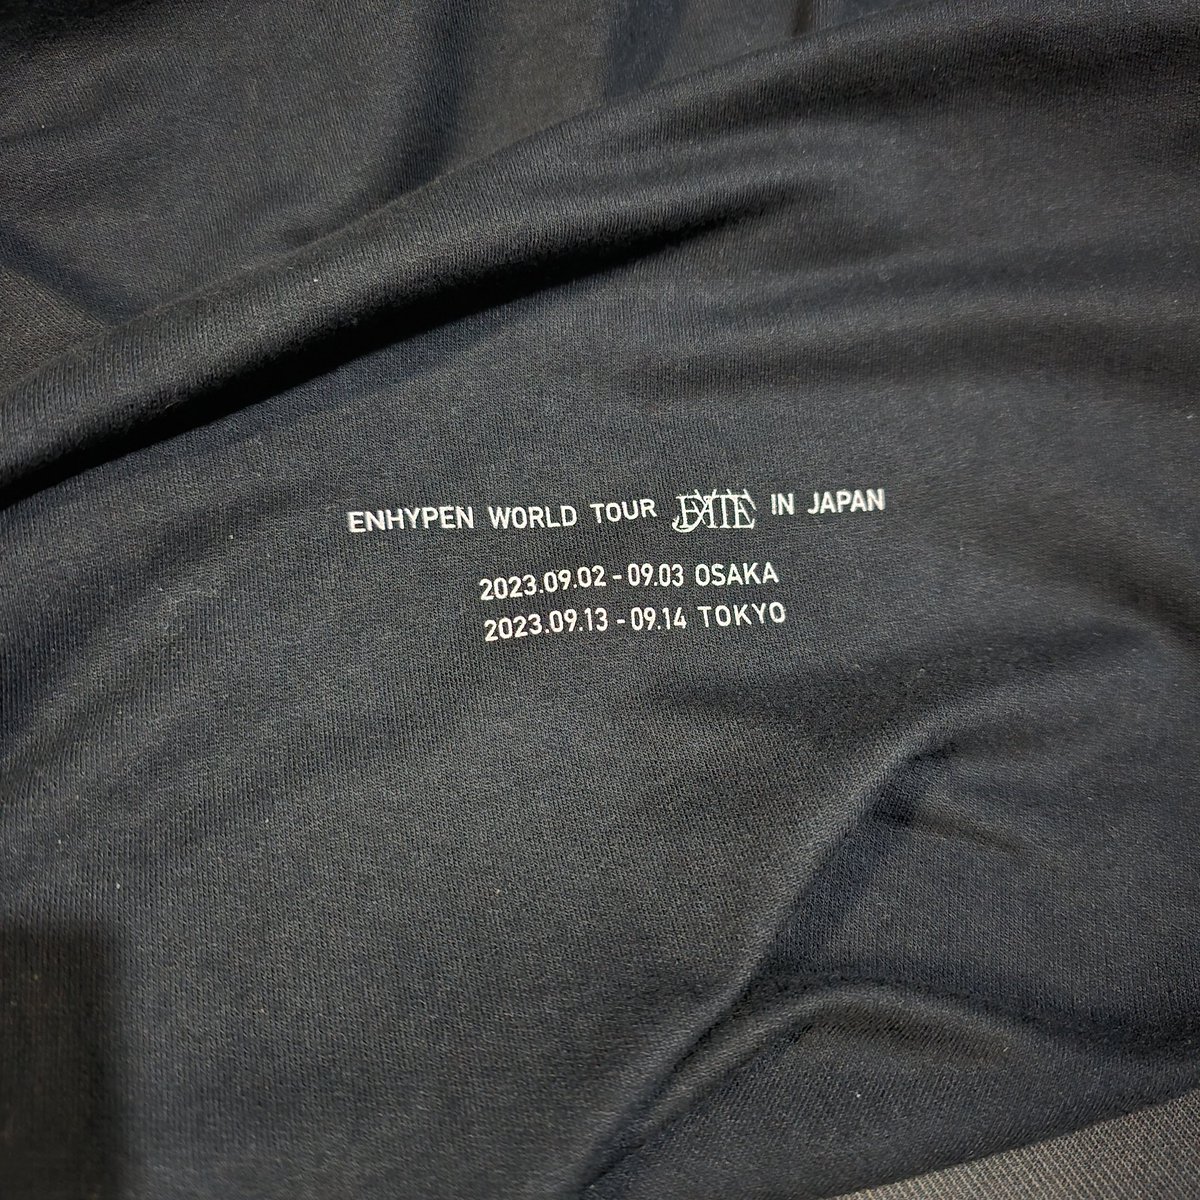 ENHYPEN WORLD TOUR FATE IN JAPAN
2023.09.02 - 09.03 OSAKA
2023.09.13 - 09.14 TOKYO